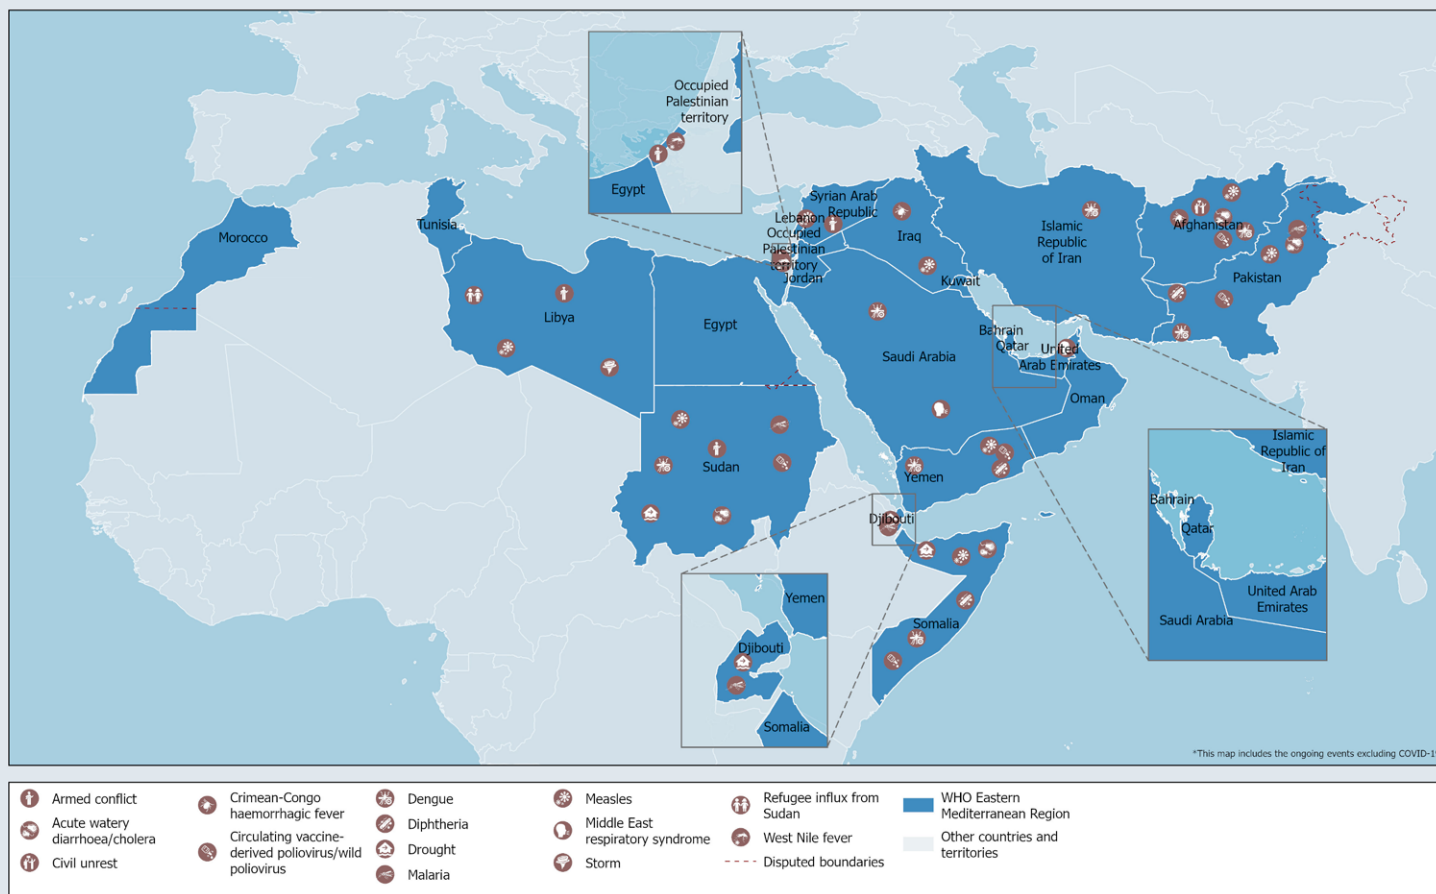 Occupied
Palestinian
territory
Egypt
Tunisia
Morocco
Syrian Arab
Republic
Lebanon
Occupied
Palestinian
territory
Jordan
Iraq
Kuwait
Islamic
Republic
of Iran
Afghanistan
Pakistan
Libya
Egypt
Saudi Arabia
Bahrain
Qatar
United
Arab Emirates
Oman
Sudan
Yemen
Djibouti
Somalia
Islamic
Republic of
Iran
Bahrain
Qatar
United Arab
Emirates
Saudi Arabia
Yemen
Djibouti
Somalia
*This map includes the ongoing events excluding COVID-1
Armed conflict
Acute watery
diarrhoea/cholera
Civil unrest
Crimean-Congo
haemorrhagic fever
Circulating vaccine-
derived poliovirus/wild
poliovirus
Dengue
Diphtheria
Drought
Malaria
Measles
Middle East
respiratory syndrome
Storm
Refugee influx from
Sudan
West Nile fever
Disputed boundaries
WHO Eastern
Mediterranean Region
Other countries and
territories